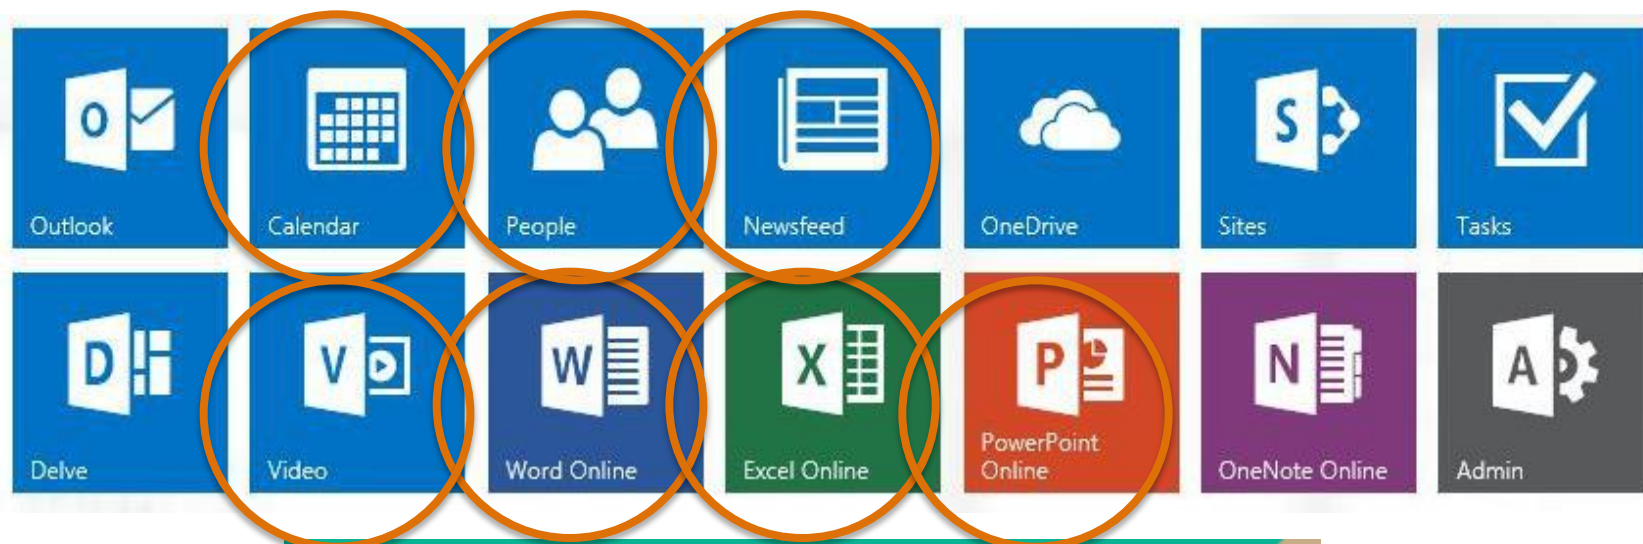 Outlook
Calendar
People
Newsfeed
OneDrive
Sites
Tasks
Delve
Video
Word Online
Excel Online
PowerPoint
Online
OneNote Online
Admin